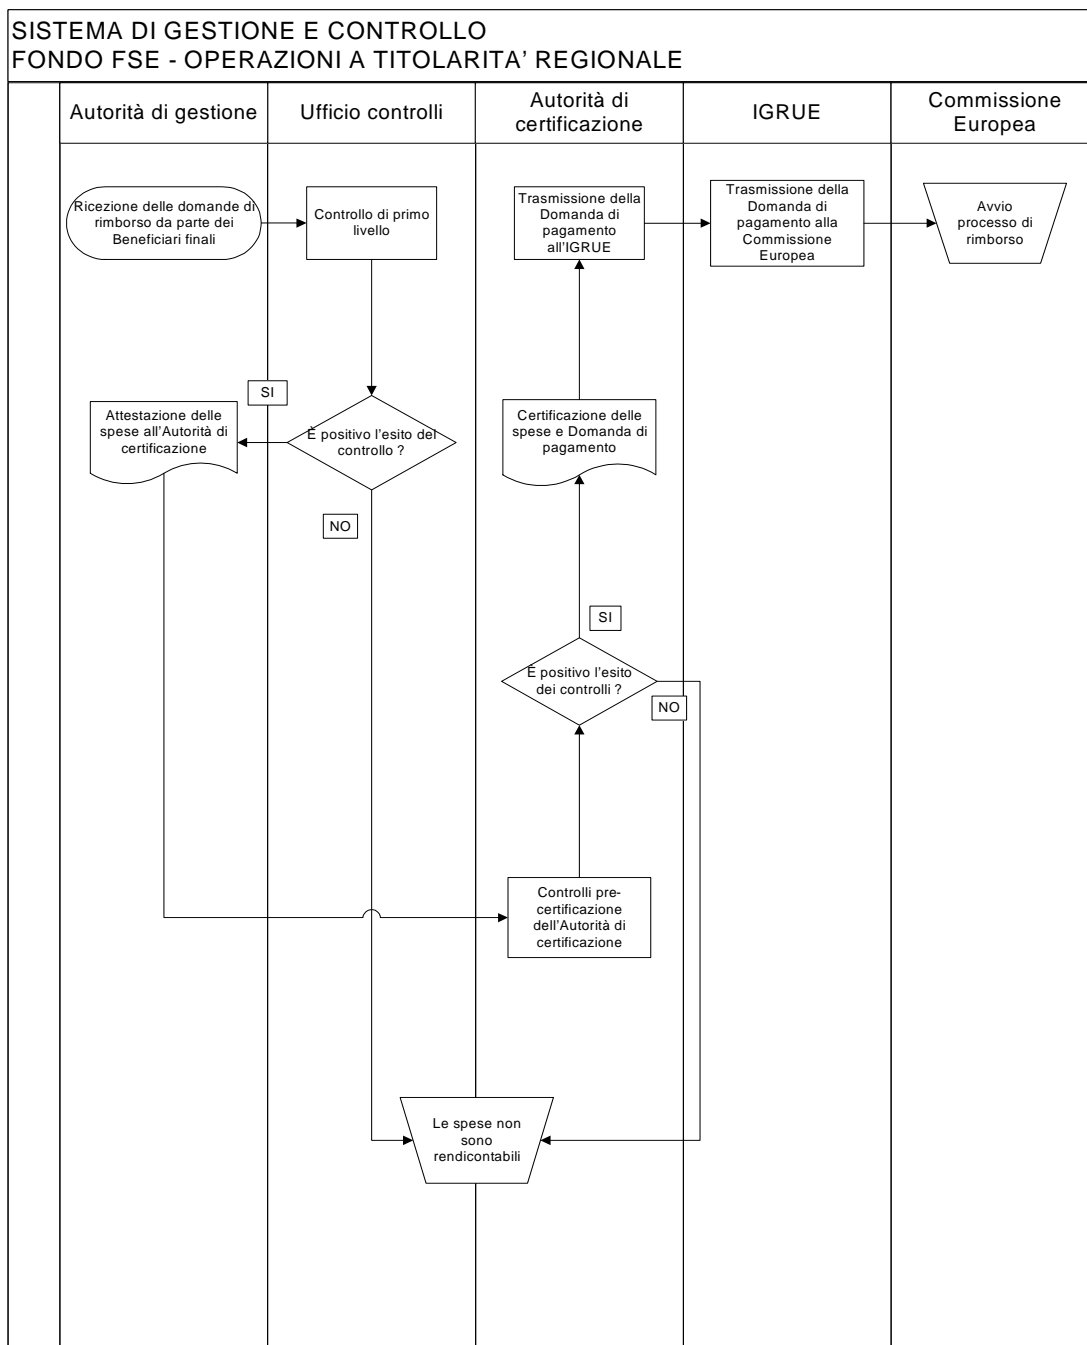 SISTEMA DI GESTIONE E CONTROLLO
FONDO FSE - OPERAZIONI A TITOLARITA’ REGIONALE
Autorità di gestione
Ufficio controlli
Autorità di
certificazione
IGRUE
Commissione
Europea
Ricezione delle domande di
rimborso da parte dei
Beneficiari finali
Controllo di primo
livello
Trasmissione della
Domanda di
pagamento
all’IGRUE
Trasmissione della
Domanda di
pagamento alla
Commissione
Europea
Avvio
processo di
rimborso
SI
Attestazione delle
spese all’Autorità di
certificazione
È positivo l’esito del
controllo ?
Certificazione delle
spese e Domanda di
pagamento
NO
SI
É positivo l’esito
dei controlli ?
NO
Controlli pre-
certificazione
dell’Autorità di
certificazione
Le spese non
sono
rendicontabili